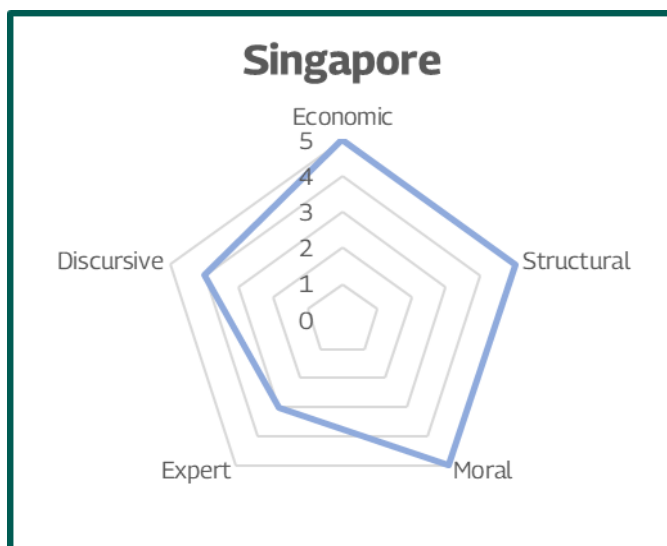 Singapore
Economic
5
4
3
2
1
0
Discursive
Structural
Expert
Moral